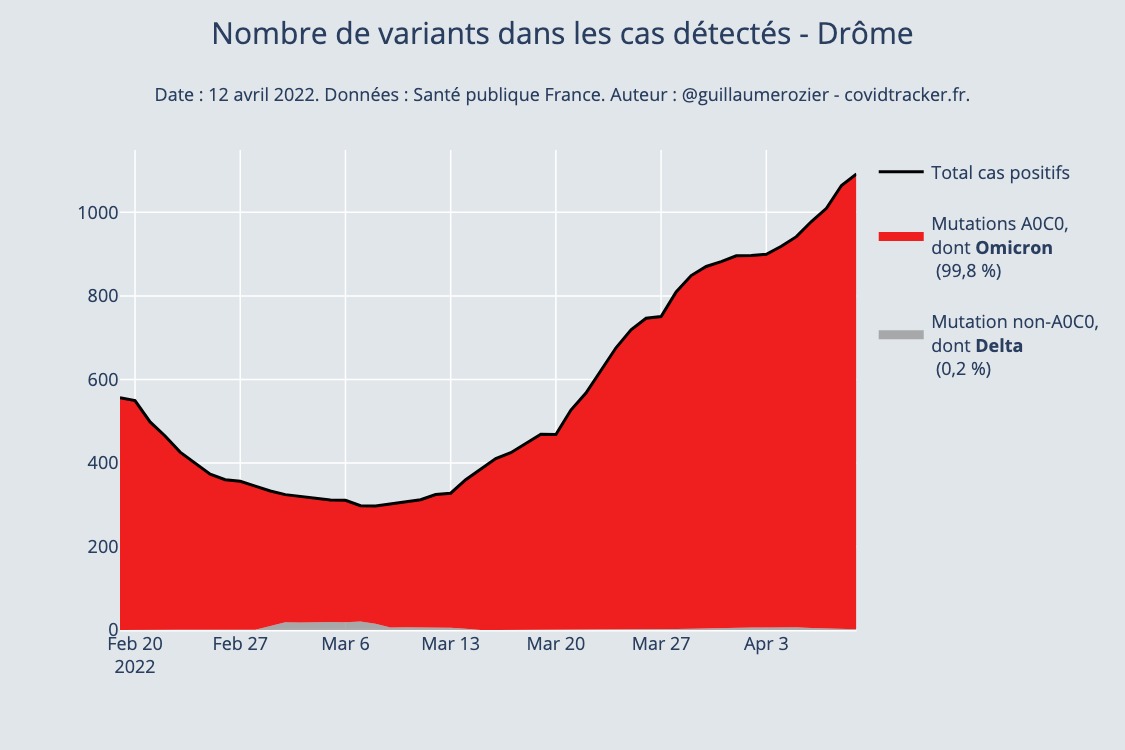 Nombre de variants dans les cas détectés - Drôme
Date : 12 avril 2022. Données : Santé publique France. Auteur : @guillaumerozier - covidtracker.fr.
Total cas positifs
Mutations A0C0,
dont Omicron
(99,8 %)
Mutation non-A0C0,
dont Delta
(0,2 %)
1000
800
600
400
200
0
Feb 20
2022
Feb 27
Mar 6
Mar 13
Mar 20
Mar 27
Apr 3